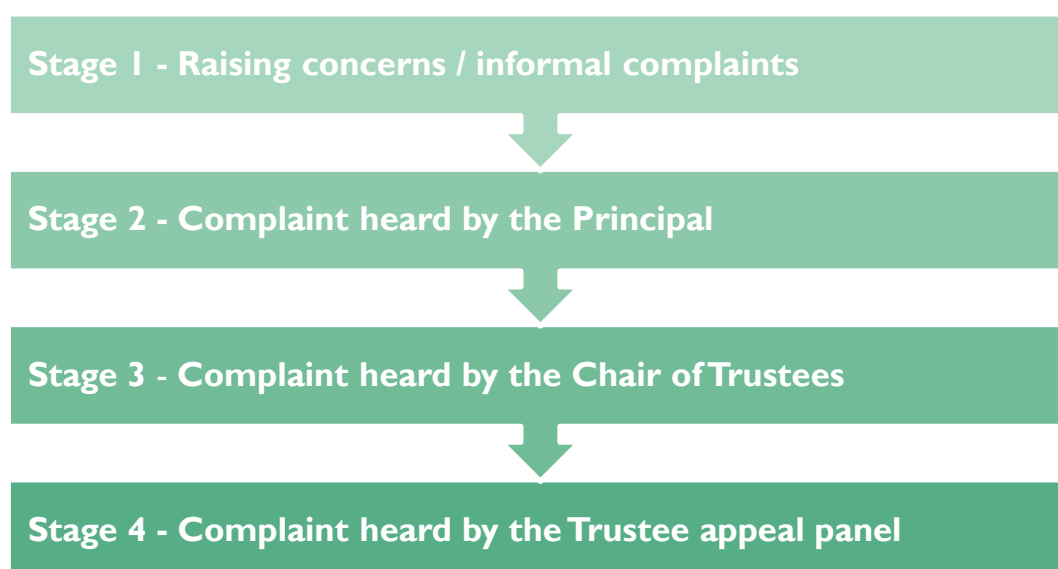 Stage 1 - Raising concerns / informal complaints
Stage 2 - Complaint heard by the Principal
Stage 3 - Complaint heard by the Chair of Trustees
Stage 4 - Complaint heard by the Trustee appeal panel